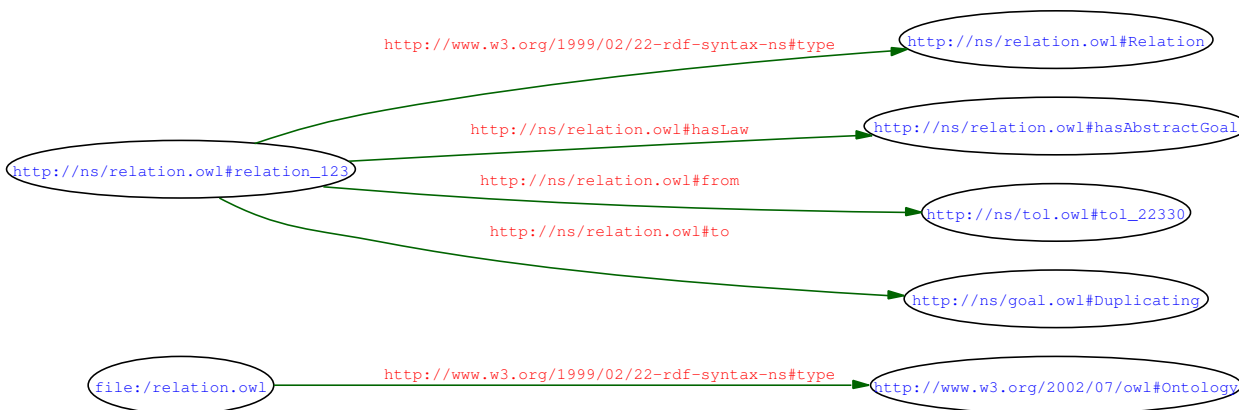 http://www.w3.org/1999/02/22-rdf-syntax-ns#type
http://ns/relation.owl#Relation
http://ns/relation.owl#hasLaw
http://ns/relation.owl#hasAbstractGoal
http://ns/relation.owl#relation_123
http://ns/relation.owl#from
http://ns/tol.owl#tol_22330
http://ns/relation.owl#to
http://ns/goal.owl#Duplicating
file:/relation.owl
http://www.w3.org/1999/02/22-rdf-syntax-ns#type
http://www.w3.org/2002/07/owl#Ontology